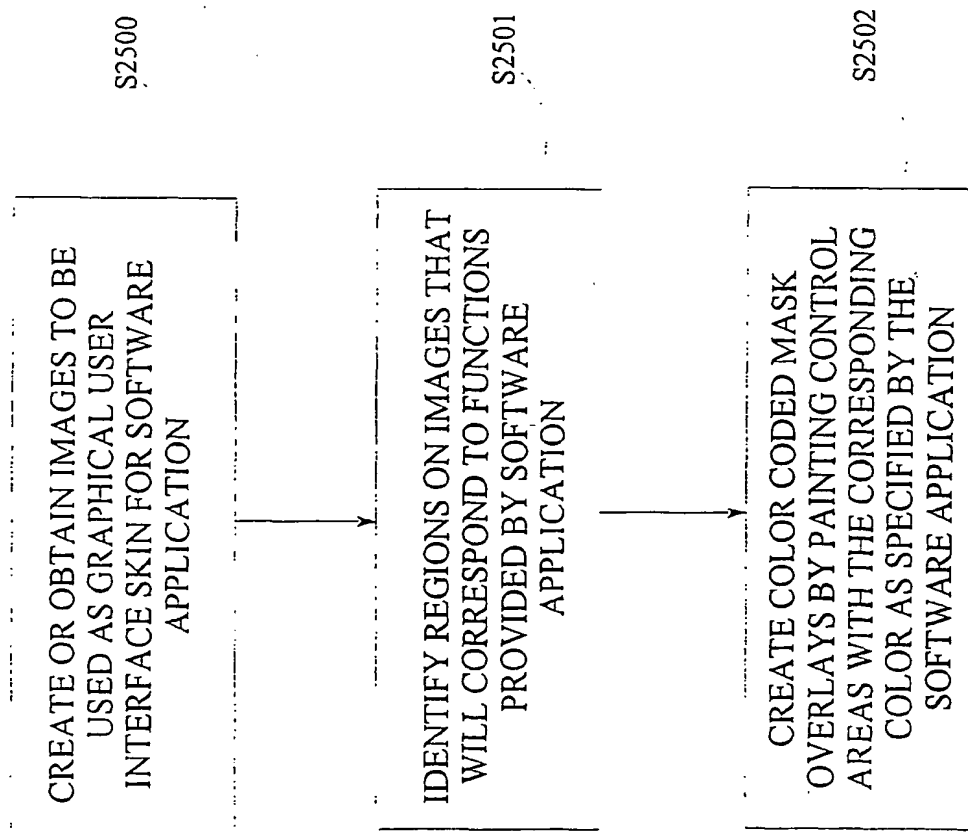 CREATE OR OBTAIN IMAGES TO BE
USED AS GRAPHICAL USER
INTERFACE SKIN FOR SOFTWARE
APPLICATION
S2500
IDENTIFY REGIONS ON IMAGES THAT
WILL CORRESPOND TO FUNCTIONS
PROVIDED BY SOFTWARE
APPLICATION
S2501
CREATE COLOR CODED MASK
OVERLAYS BY PAINTING CONTROL
AREAS WITH THE CORRESPONDING
COLOR AS SPECIFIED BY THE
SOFTWARE APPLICATION
S2502